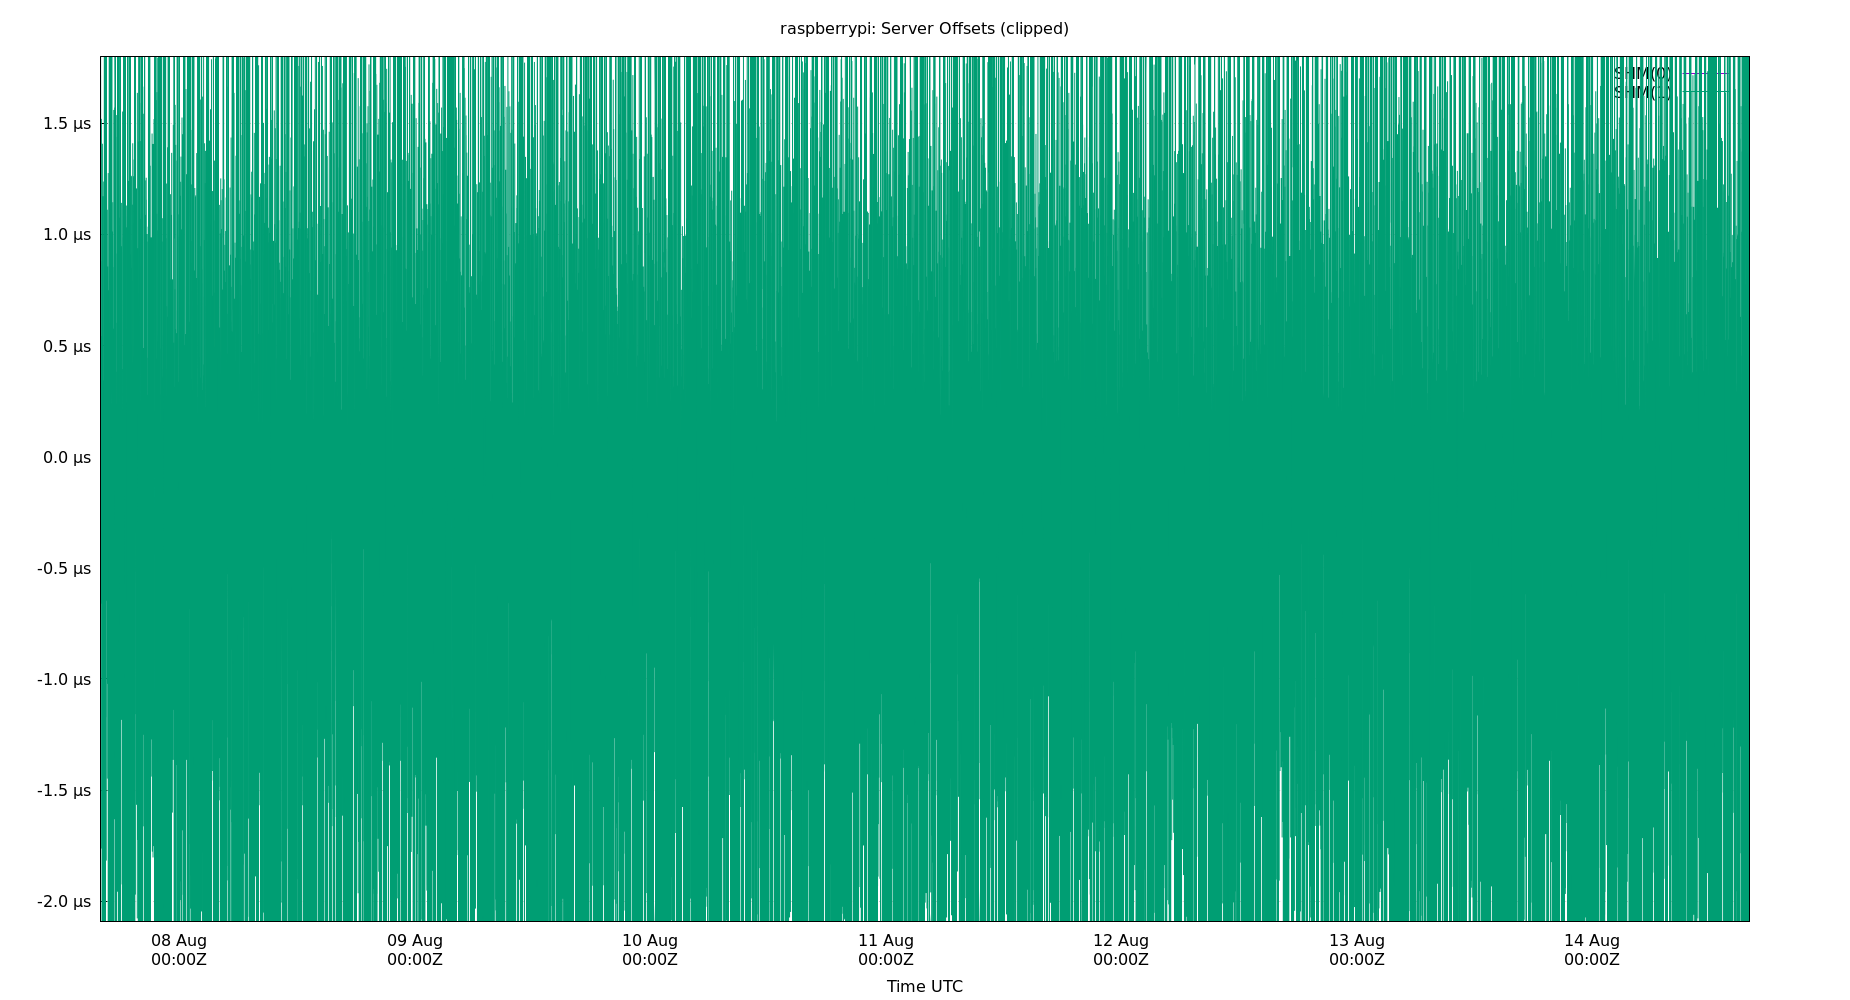 raspberrypi: Server Offsets (clipped)
SHM(0)
SHM(1)
1.5 µs
1.0 µs
0.5 µs
0.0 µs
-0.5 µs
-1.0 µs
-1.5 µs
-2.0 µs
08 Aug 09 Aug 10 Aug 11 Aug 12 Aug 13 Aug 14 Aug
00:00Z 00:00Z 00:00Z 00:00Z 00:00Z 00:00Z 00:00Z
Time UTC